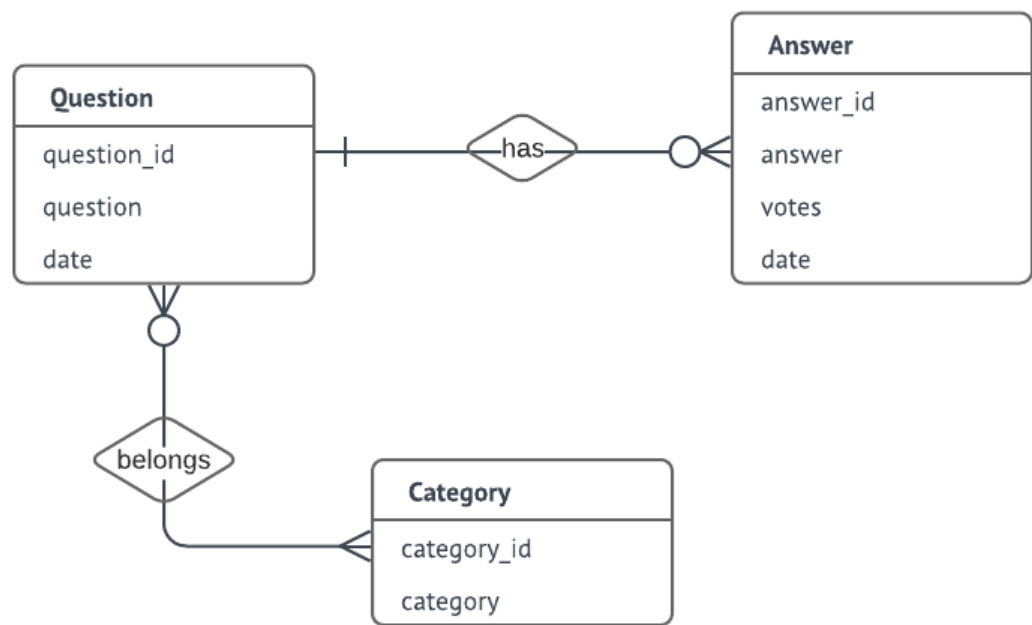 Question
question_id
question
date
has
Answer
answer_id
answer
votes
date
belongs
Category
category_id
category